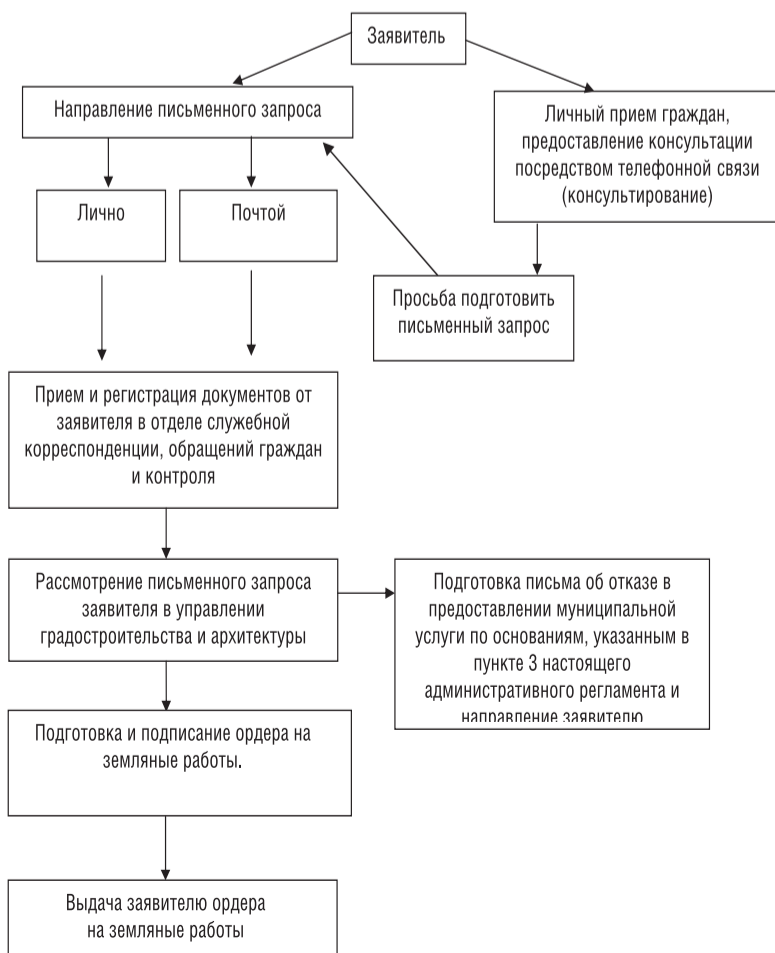 Заявитель
Направление письменного запроса
Личный прием граждан,
предоставление консультации
посредством телефонной связи
(консультирование)
Лично
Почтой
Просьба подготовить
письменный запрос
Прием и регистрация документов от
заявителя в отделе служебной
корреспонденции, обращений граждан
и контроля
Рассмотрение письменного запроса
заявителя в управлении
градостроительства и архитектуры
Подготовка письма об отказе в
предоставлении муниципальной
услуги по основаниям, указанным в
пункте 3 настоящего
административного регламента и
направление заявителю
Подготовка и подписание ордера на
земляные работы.
Выдача заявителю ордера
на земляные работы